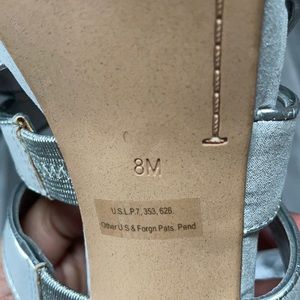 8M
U.S.L.P.7, 353, 626.
Other U.S & Forgn Pats. Pend